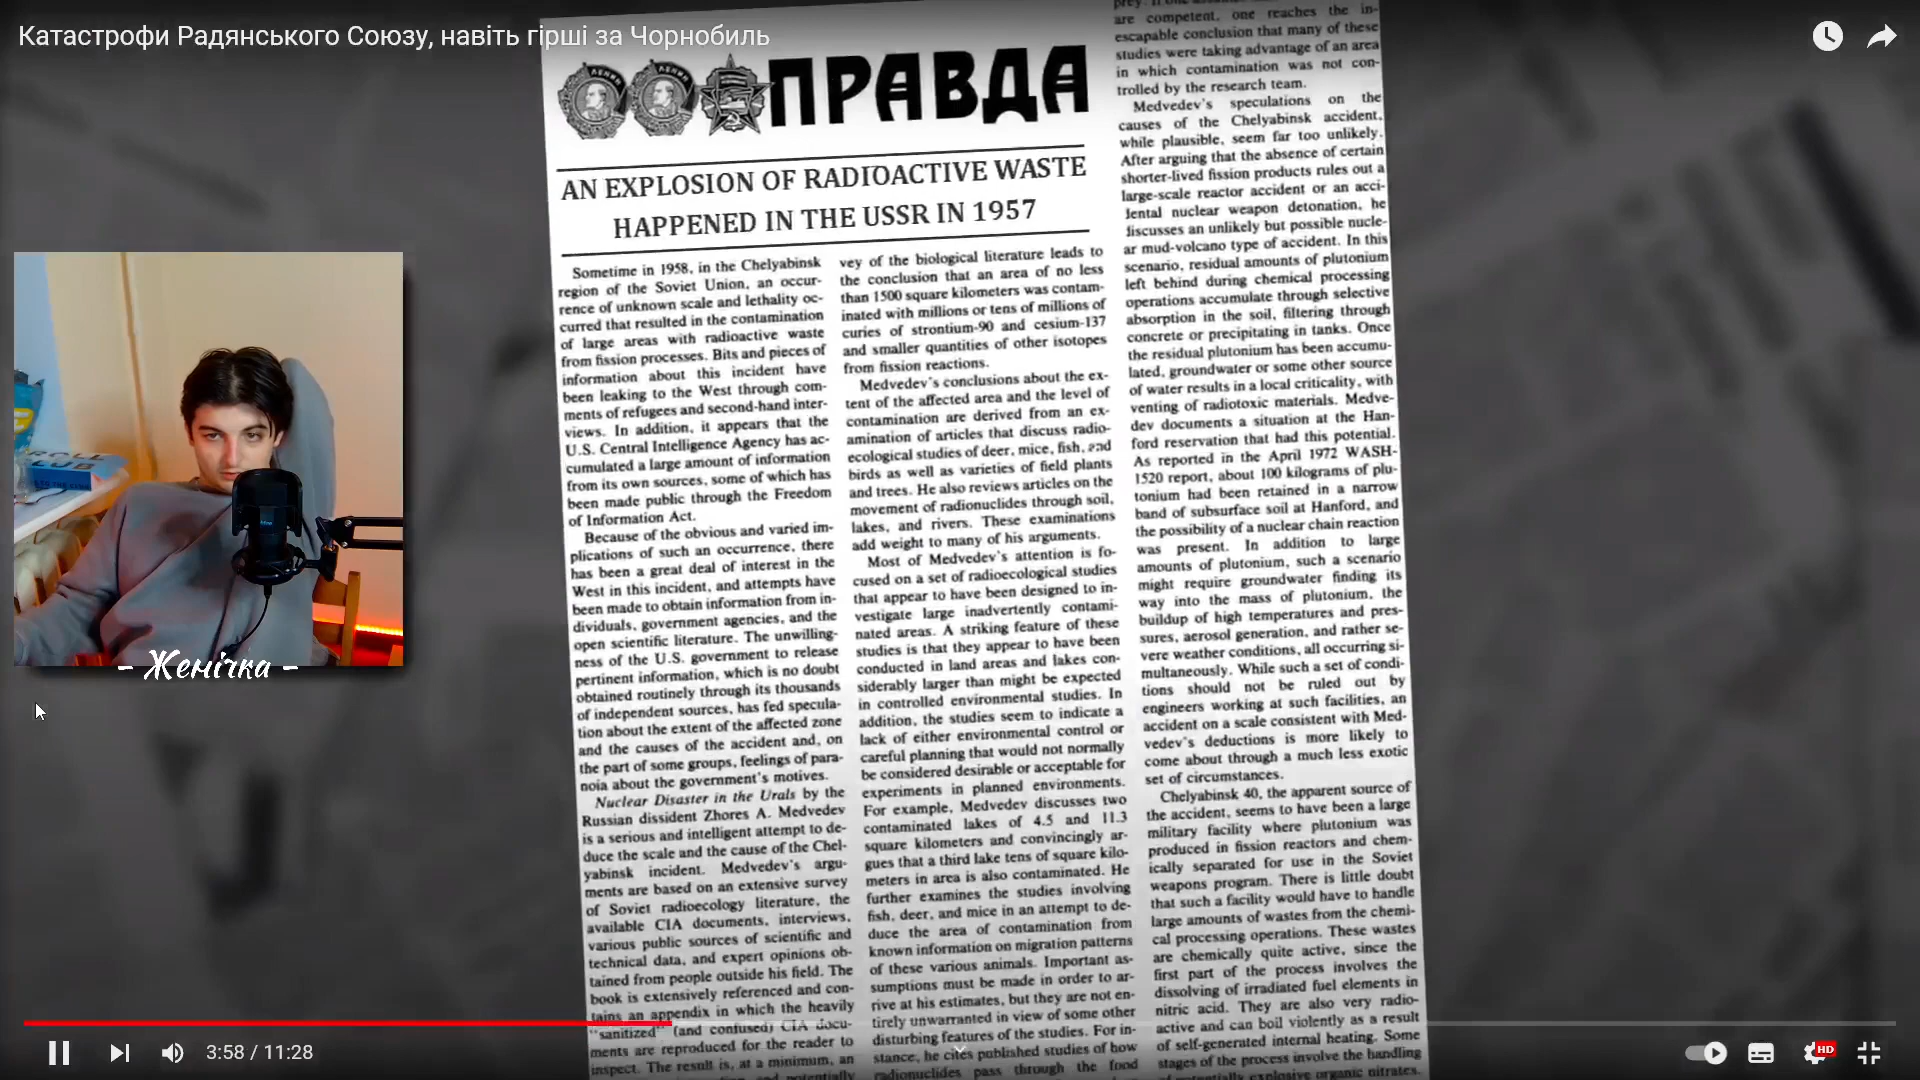 Катастрофи Радянського Союзу, навіть гірші за Чорнобиль
ПРАВДА
AN EXPLOSION OF RADIOACTIVE WASTE
HAPPENED IN THE USSR IN 1957
Sometime in 1958, in the Chelyabinsk
region of the Soviet Union, an occur-
rence of unknown scale and lethality oc-
curred that resulted in the contamination
of large areas with radioactive waste
from fission processes. Bits and pieces of
information about this incident have
been leaking to the West through com-
ments of refugees and second-hand inter-
views. In addition, it appears that the
U.S. Central Intelligence Agency has ac-
cumulated a large amount of information
from its own sources, some of which has
been made public through the Freedom
of Information Act.
Because of the obvious and varied im-
plications of such an occurrence, there
has been a great deal of interest in the
West in this incident, and attempts have
been made to obtain information from in-
dividuals, government agencies, and the
open scientific literature. The unwilling-
ness of the U.S. government to release
pertinent information, which is no doubt
obtained routinely through its thousands
of independent sources, has fed specula-
tion about the extent of the affected zone
and the causes of the accident and, on
the part of some groups, feelings of para-
noia about the government's motives.
Nuclear Disaster in the Urals by the
Russian dissident Zhores A. Medvedev
is a serious and intelligent attempt to de-
duce the scale and the cause of the Chel-
yabinsk incident. Medvedev's argu-
ments are based on an extensive survey
of Soviet radioecology literature, the
available CIA documents, interviews,
various public sources of scientific and
technical data, and expert opinions ob-
tained from people outside his field. The
book is extensively referenced and con-
tains an appendix in which the heavily
"sanitized" (and confused) CIA docu-
ments are reproduced for the reader to
inspect. The result is, at a minimum, an
potentially
vey of the biological literature leads to
the conclusion that an area of no less
than 1500 square kilometers was contam-
inated with millions or tens of millions of
curies of strontium-90 and cesium-137
and smaller quantities of other isotopes
from fission reactions.
Medvedev's conclusions about the ex-
tent of the affected area and the level of
contamination are derived from an ex-
amination of articles that discuss radio-
ecological studies of deer, mice, fish, and
birds as well as varieties of field plants
and trees. He also reviews articles on the
movement of radionuclides through soil,
lakes, and rivers. These examinations
add weight to many of his arguments.
Most of Medvedev's attention is fo-
cused on a set of radioecological studies
that appear to have been designed to in-
vestigate large inadvertently contami-
nated areas. A striking feature of these
studies is that they appear to have been
conducted in land areas and lakes con-
siderably larger than might be expected
in controlled environmental studies. In
addition, the studies seem to indicate a
lack of either environmental control or
careful planning that would not normally
be considered desirable or acceptable for
experiments in planned environments.
For example, Medvedev discusses two
contaminated lakes of 4.5 and 11.3
square kilometers and convincingly ar-
gues that a third lake tens of square kilo-
meters in area is also contaminated. He
further examines the studies involving
fish, deer, and mice in an attempt to de-
duce the area of contamination from
known information on migration patterns
of these various animals. Important as-
sumptions must be made in order to ar-
rive at his estimates, but they are not en-
tirely unwarranted in view of some other
disturbing features of the studies. For in-
stance, he cites published studies of how
radionuclides pass through the food
are competent, one reaches the in-
escapable conclusion that many of these
studies were taking advantage of an area
in which contamination was not con-
trolled by the research team.
Medvedev's speculations on the
causes of the Chelyabinsk accident,
while plausible, seem far too unlikely.
After arguing that the absence of certain
shorter-lived fission products rules out a
large-scale reactor accident or an acci-
dental nuclear weapon detonation, he
discusses an unlikely but possible nucle-
ar mud-volcano type of accident. In this
scenario, residual amounts of plutonium
left behind during chemical processing
operations accumulate through selective
absorption in the soil, filtering through
concrete or precipitating in tanks. Once
the residual plutonium has been accumu-
lated, groundwater or some other source
of water results in a local criticality, with
venting of radiotoxic materials. Medve-
dev documents a situation at the Han-
ford reservation that had this potential.
As reported in the April 1972 WASH-
1520 report, about 100 kilograms of plu-
tonium had been retained in a narrow
band of subsurface soil at Hanford, and
the possibility of a nuclear chain reaction
was present. In addition to large
amounts of plutonium, such a scenario
might require groundwater finding its
way into the mass of plutonium, the
buildup of high temperatures and pres-
sures, aerosol generation, and rather se-
vere weather conditions, all occurring si-
multaneously. While such a set of condi-
tions should not be ruled out by
engineers working at such facilities, an
accident on a scale consistent with Med-
vedev's deductions is more likely to
come about through a much less exotic
set of circumstances.
Chelyabinsk 40, the apparent source of
the accident, seems to have been a large
military facility where plutonium was
produced in fission reactors and chem-
ically separated for use in the Soviet
weapons program. There is little doubt
that such a facility would have to handle
large amounts of wastes from the chemi-
cal processing operations. These wastes
are chemically quite active, since the
first part of the process involves the
dissolving of irradiated fuel elements in
nitric acid. They are also very radio-
active and can boil violently as a result
of self-generated internal heating. Some
stages of the process involve the handling
of potentially explosive organic nitrates.
- Женічка -
3:58 / 11:28
HD